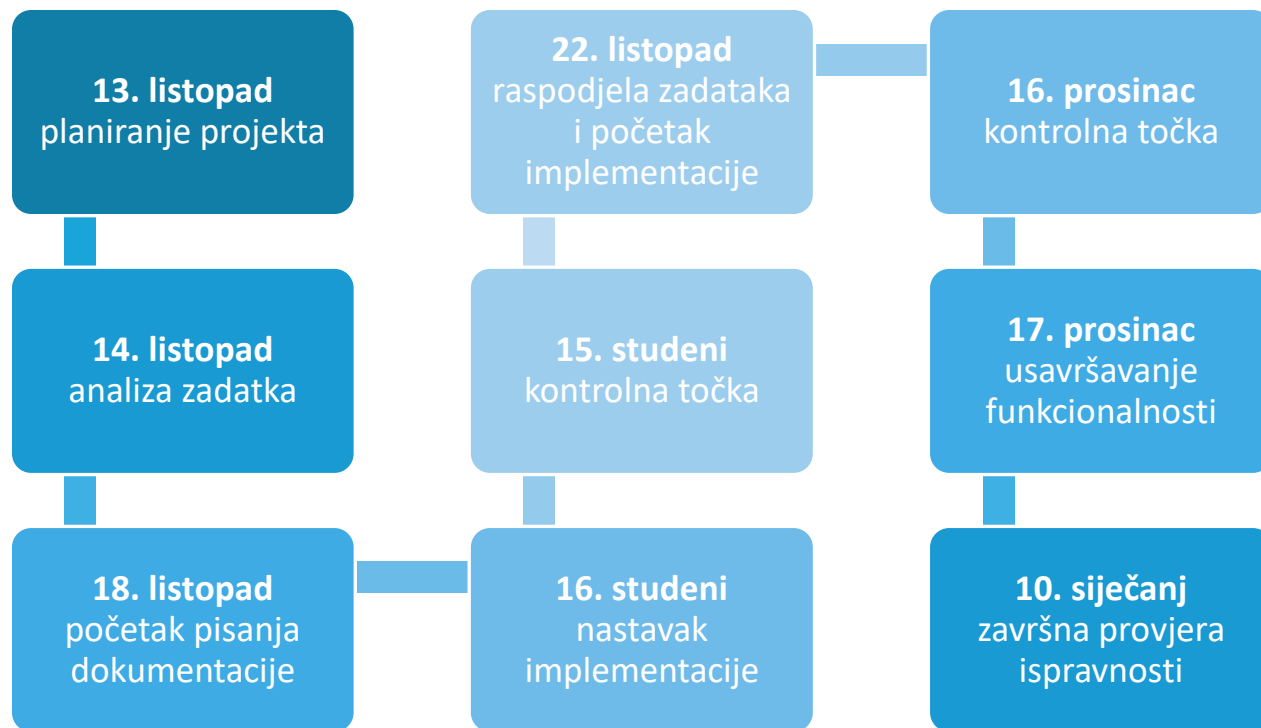 13. listopad
planiranje projekta
14. listopad
analiza zadatka
18. listopad
početak pisanja
dokumentacije
16. studeni
nastavak
implementacije
15. studeni
kontrolna točka
22. listopad
raspodjela zadataka
i početak
implementacije
16. prosinac
kontrolna točka
17. prosinac
usavršavanje
funkcionalnosti
10. siječanj
završna provjera
ispravnosti